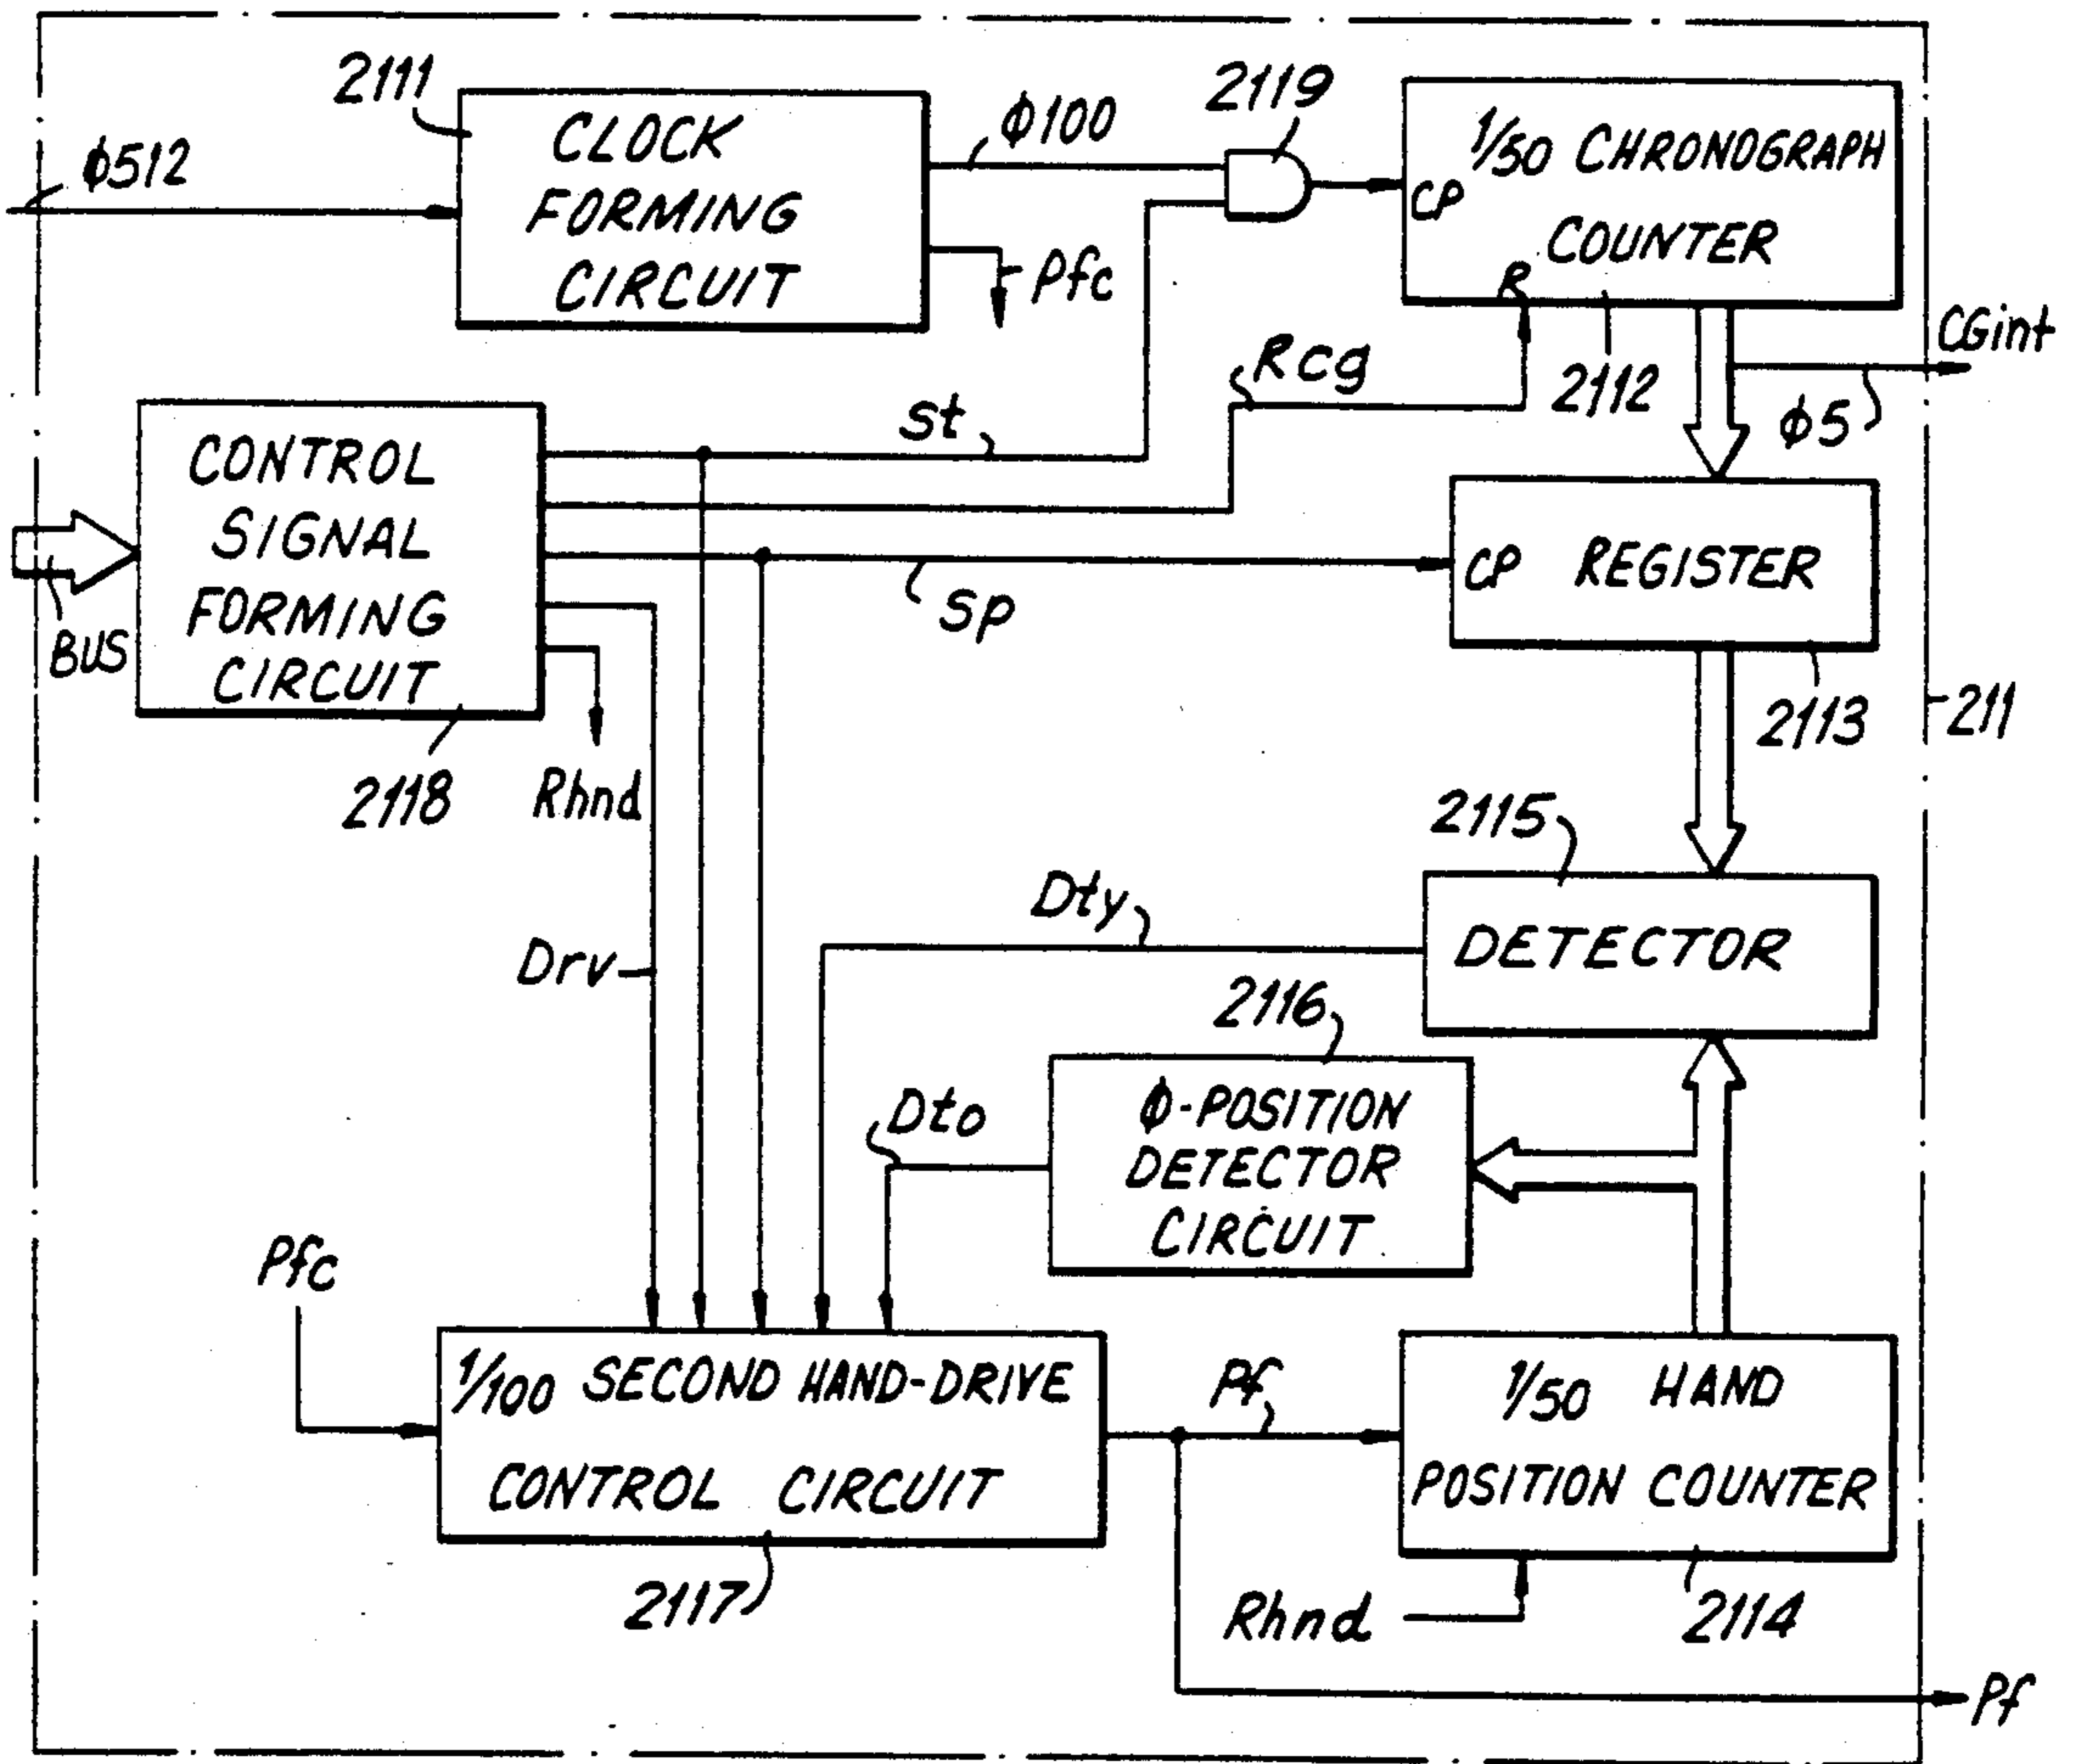 2111
ϕ512
CLOCK
FORMING
CIRCUIT
ϕ100
Pfc
2119
1/50 CHRONOGRAPH
CP
COUNTER
R
2112
CGint
ϕ5
Rcg
St
CONTROL
SIGNAL
FORMING
CIRCUIT
BUS
2118
Sp
CP REGISTER
2113
211
Rhnd
Drv
2115
Dty
DETECTOR
2116
ϕ-POSITION
DETECTOR
CIRCUIT
Dto
Pfc
1/100 SECOND HAND-DRIVE
CONTROL CIRCUIT
2117
Pf
1/50 HAND
POSITION COUNTER
Rhnd
2114
Pf